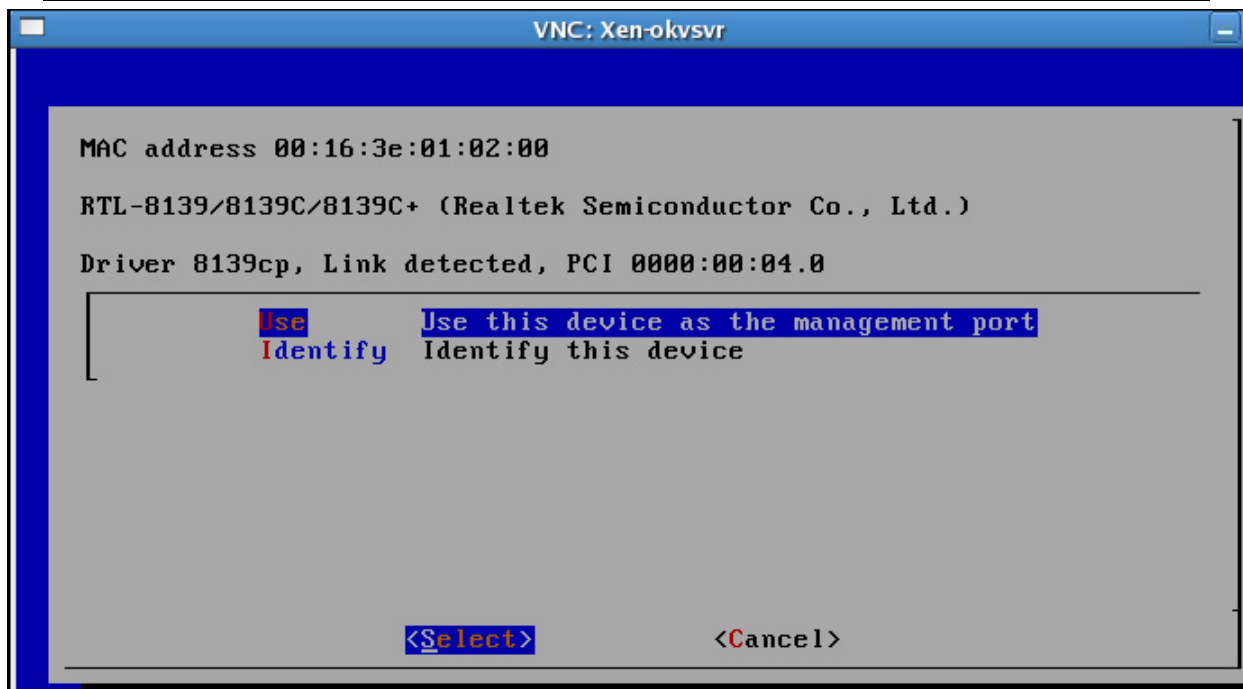 VNC: Xen-okvsvr
MAC address 00:16:3e:01:02:00
RTL-8139/8139C/8139C+ (Realtek Semiconductor Co., Ltd.)
Driver 8139cp, Link detected, PCI 0000:00:04.0
Use Use this device as the management port
Identify Identify this device
<Select> <Cancel>